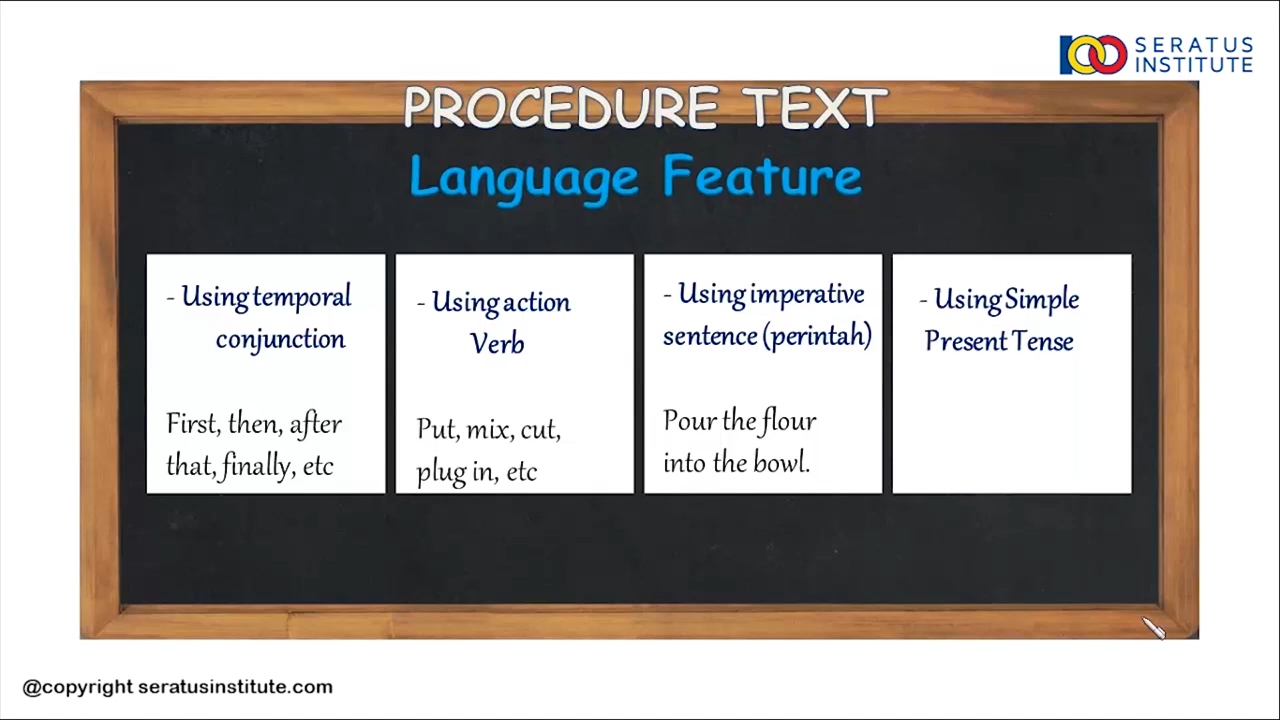 SERATUS
INSTITUTE
PROCEDURE TEXT
Language Feature
- Using temporal
conjunction
First, then, after
that, finally, etc
- Using action
Verb
Put, mix, cut,
plug in, etc
- Using imperative
sentence (perintah)
Pour the flour
into the bowl.
- Using Simple
Present Tense
@copyright seratusinstitute.com